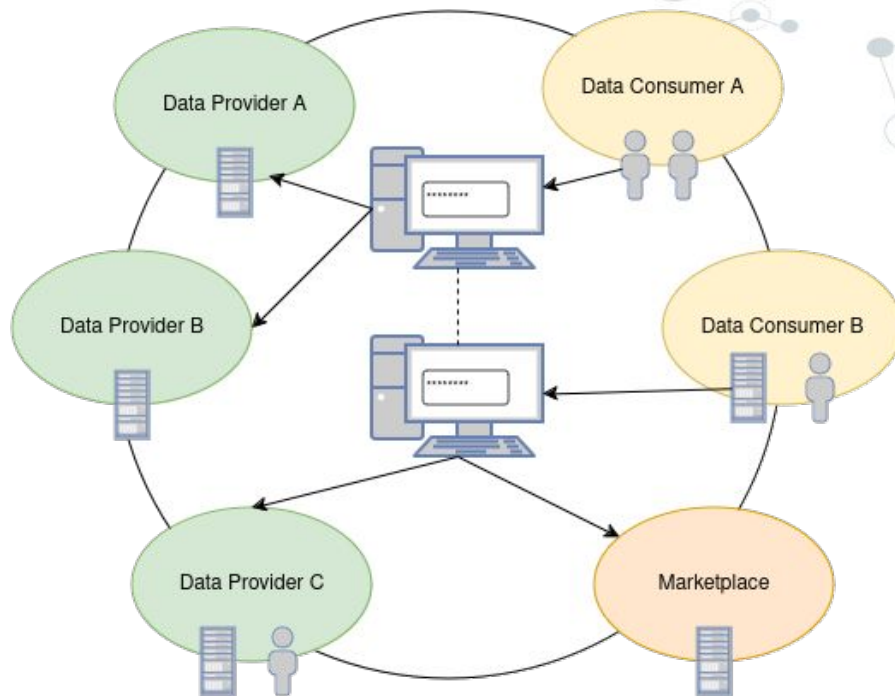 Data Provider A
Data Consumer A
********
Data Provider B
Data Consumer B
********
Data Provider C
Marketplace